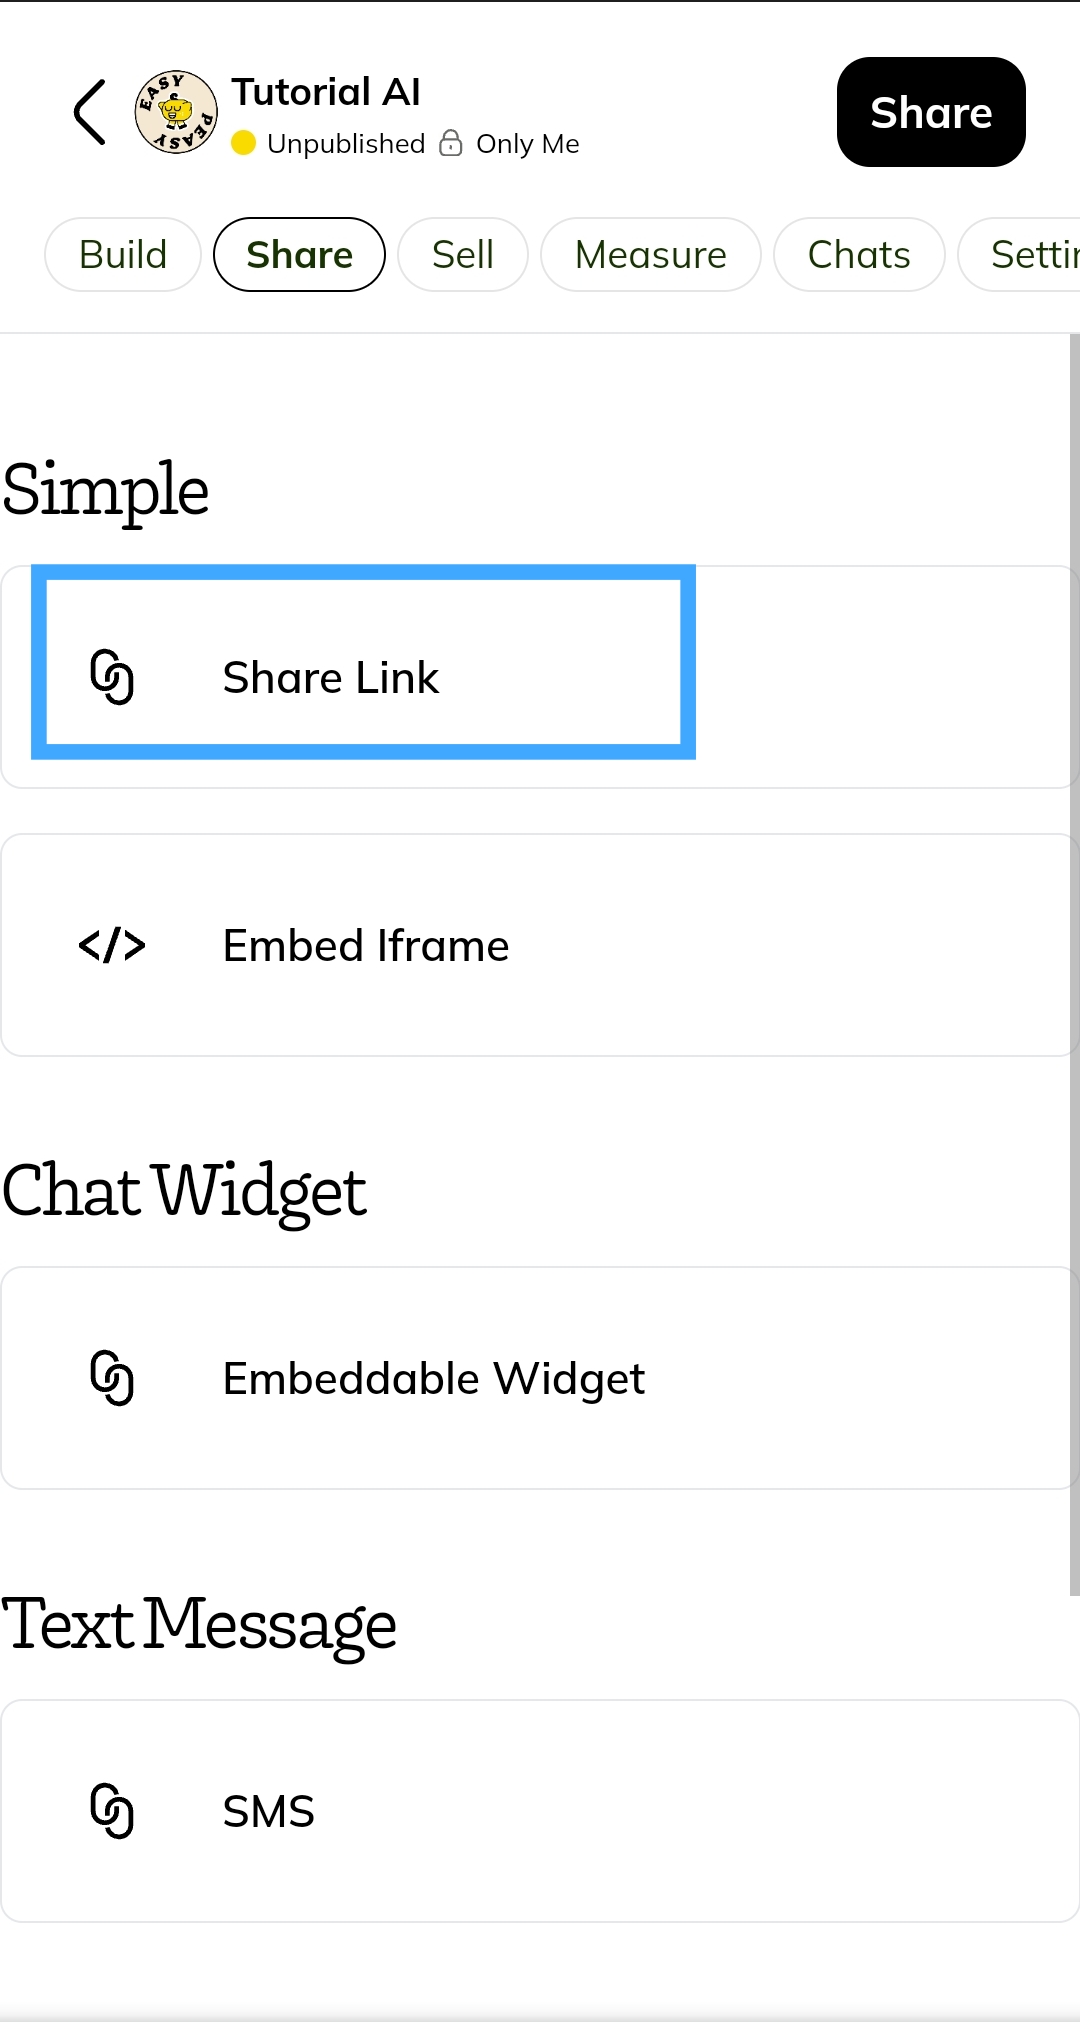 EASY
PEASY
Tutorial AI
Unpublished Only Me
Share
Build Share Sell Measure Chats Settin
Simple
Share Link
</> Embed Iframe
Chat Widget
Embeddable Widget
Text Message
SMS